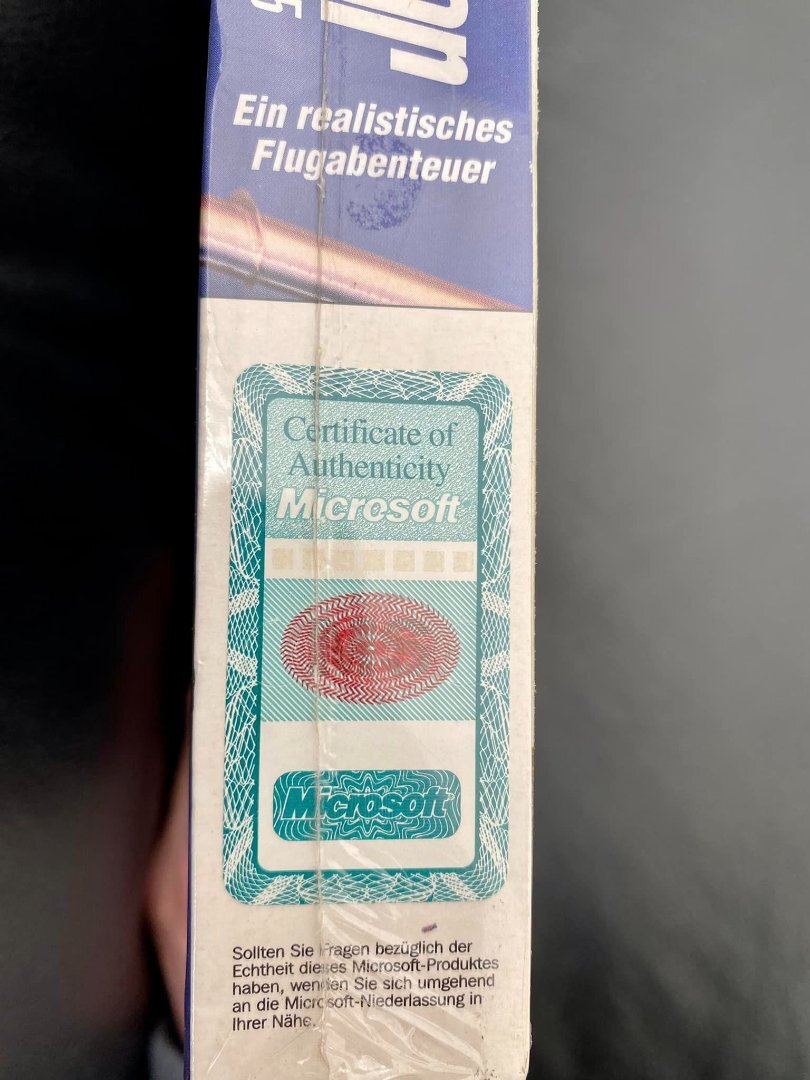 Ein realistisches
Flugabenteuer
Certificate of
Authenticity
Microsoft
Microsoft
Sollten Sie Fragen bezüglich der
Echtheit dieses Microsoft-Produktes
haben, wenden Sie sich umgehend
an die Microsoft-Niederlassung in
Ihrer Nähe.